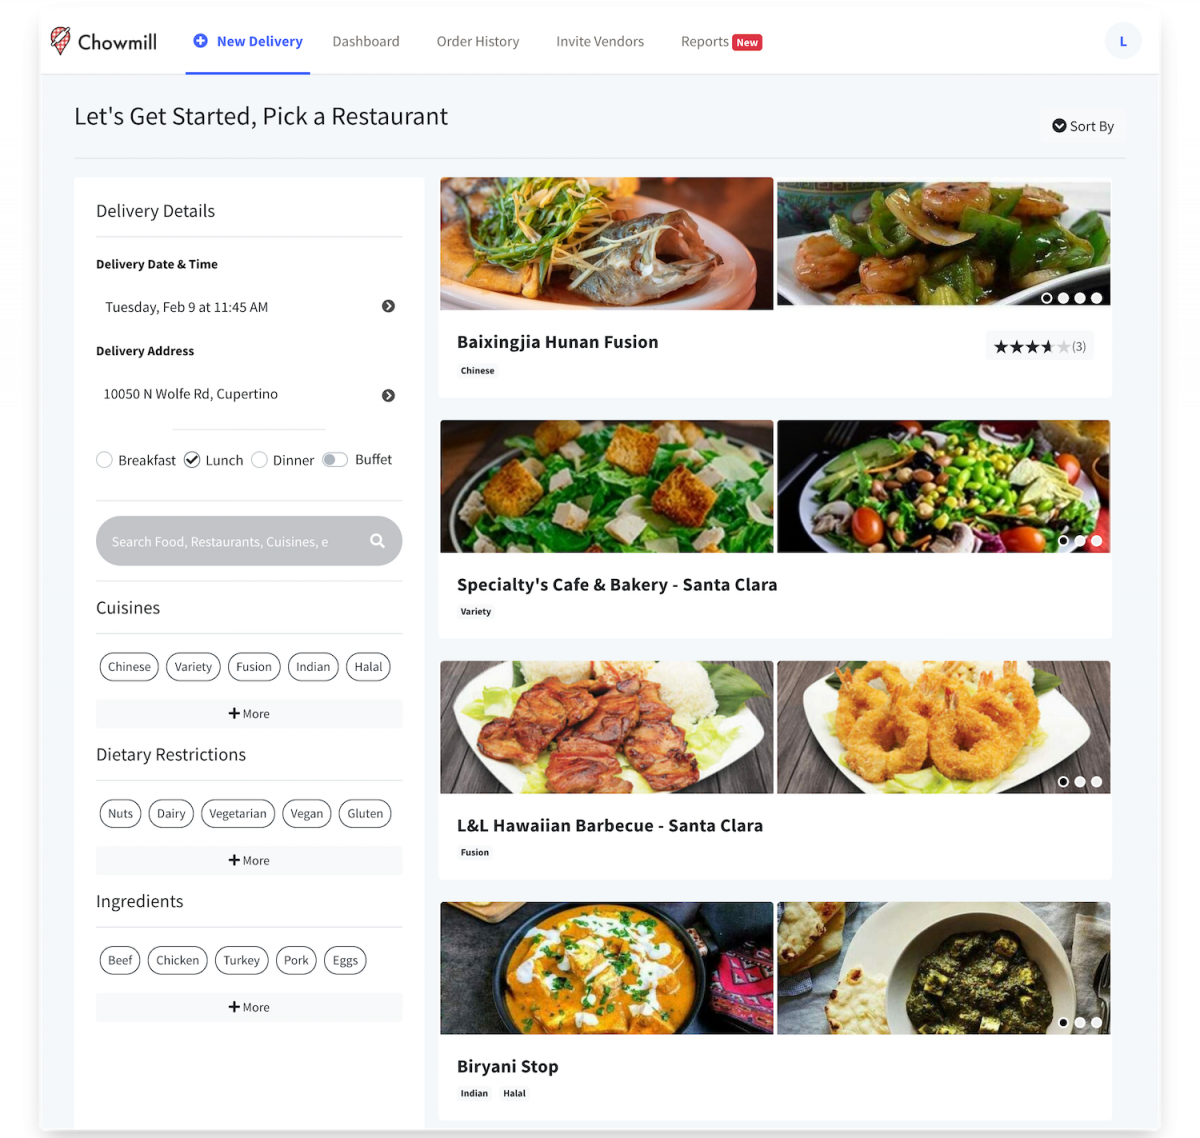 Chowmill
New Delivery
Dashboard
Order History
Invite Vendors
Reports New
L
Let's Get Started, Pick a Restaurant
Sort By
Delivery Details
Delivery Date & Time
Tuesday, Feb 9 at 11:45 AM
Delivery Address
10050 N Wolfe Rd, Cupertino
Breakfast Lunch Dinner Buffet
Search Food, Restaurants, Cuisines, e
Cuisines
Chinese Variety Fusion Indian Halal
+ More
Dietary Restrictions
Nuts Dairy Vegetarian Vegan Gluten
+ More
Ingredients
Beef Chicken Turkey Pork Eggs
+ More
Baixingjia Hunan Fusion
(3)
Chinese
Specialty's Cafe & Bakery - Santa Clara
Variety
L&L Hawaiian Barbecue - Santa Clara
Fusion
Biryani Stop
Indian Halal